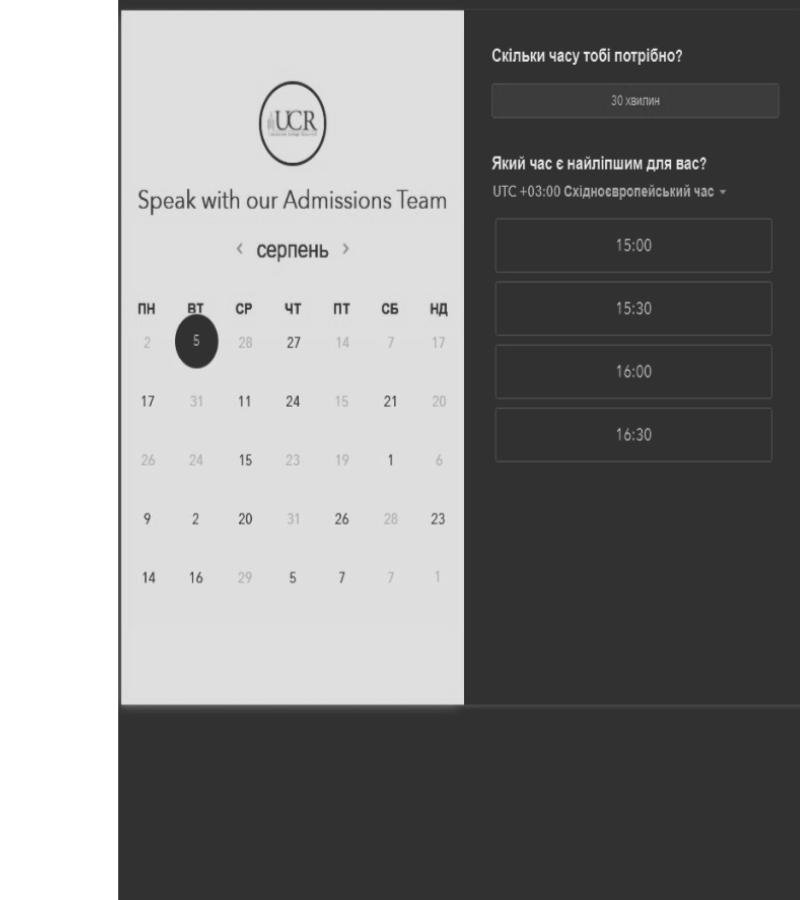 UCR
Speak with our Admissions Team
‹ серпень ›
ПН ВТ СР ЧТ ПТ СБ НД
2 5 28 27 14 7 17
17 31 11 24 15 21 20
26 24 15 23 19 1 6
9 2 20 31 26 28 23
14 16 29 5 7 7 1
Скільки часу тобі потрібно?
30 хвилин
Який час є найліпшим для вас?
UTC +03:00 Східноєвропейський час
15:00
15:30
16:00
16:30